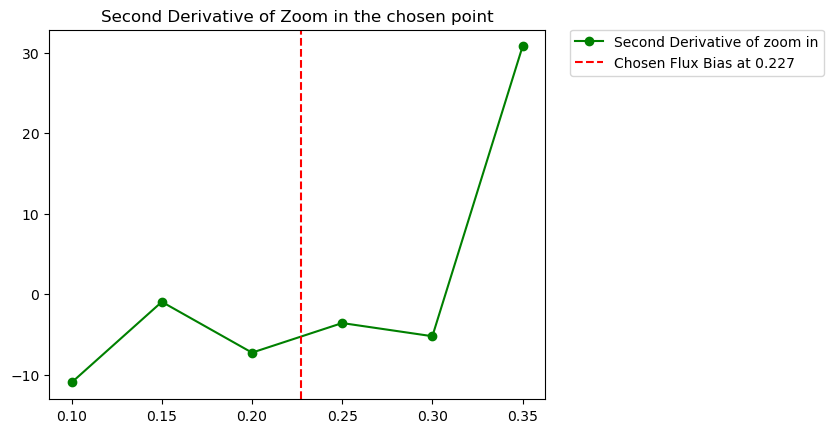 Second Derivative of Zoom in the chosen point
Second Derivative of zoom in
Chosen Flux Bias at 0.227
30
20
10
0
−10
0.10 0.15 0.20 0.25 0.30 0.35